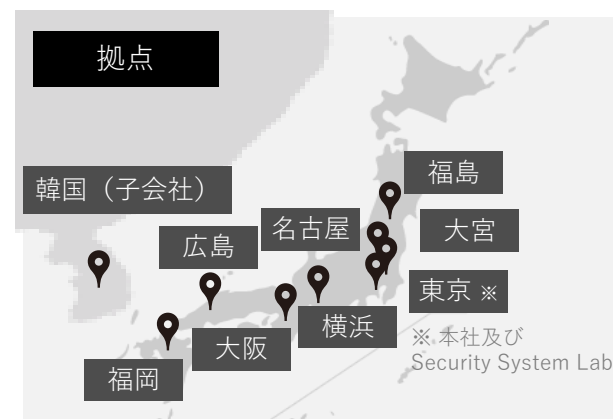 拠点
福島
韓国（子会社）
名古屋
大宮
広島
東京 ※
横浜
大阪
※ 本社及び
Security System Lab
福岡